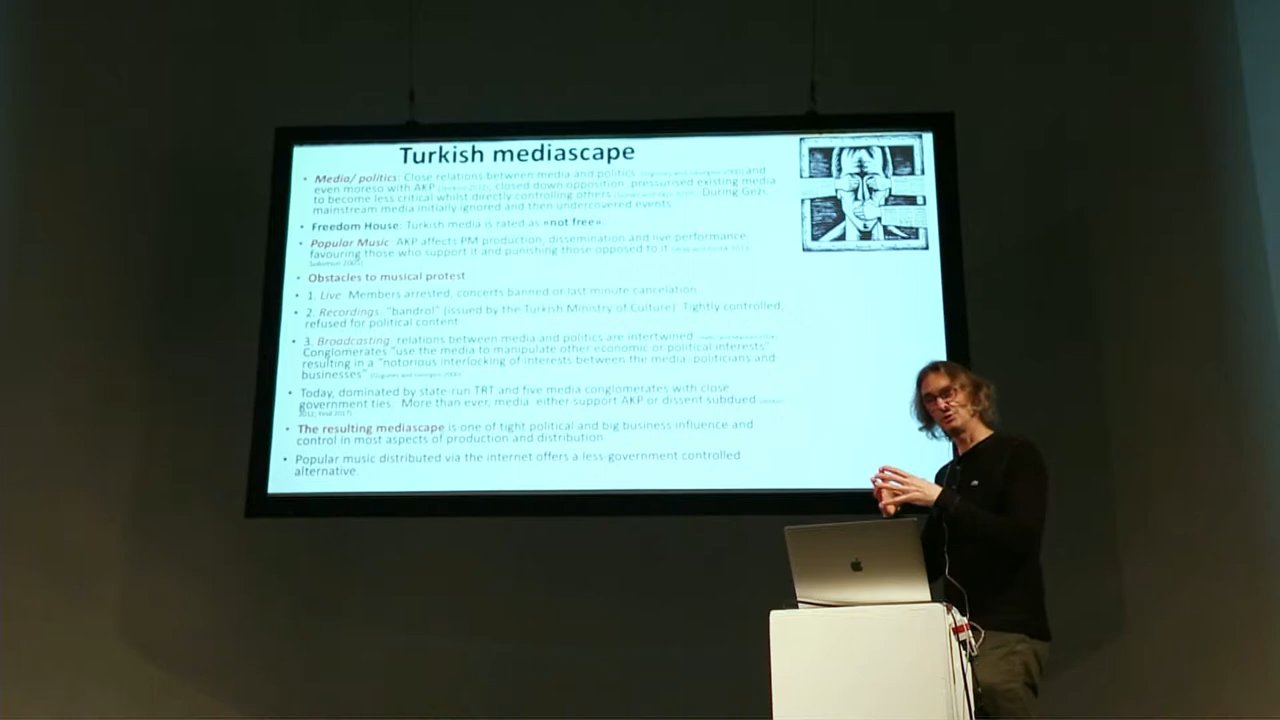 Turkish mediascape
• Media/ politics: Close relations between media and politics and
even moreso with AKP closed down opposition, pressurised existing media
to become less critical whilst directly controlling others During Gezi,
mainstream media initially ignored and then undercovered events.
• Freedom House: Turkish media is rated as «not free».
• Popular Music: AKP affects PM production, dissemination and live performance,
favouring those who support it and punishing those opposed to it
Solomon 2005).
• Obstacles to musical protest
• 1. Live Members arrested, concerts banned or last minute cancelation.
• 2. Recordings: "bandrol" (issued by the Turkish Ministry of Culture). Tightly controlled,
refused for political content
• 3. Broadcasting: relations between media and politics are intertwined
Conglomerates "use the media to manipulate other economic or political interests"
resulting in a "notorious interlocking of interests between the media, politicians and
businesses"
• Today, dominated by state-run TRT and five media conglomerates with close
government ties. More than ever, media either support AKP or dissent subdued
2012; Yesil 2017).
• The resulting mediascape is one of tight political and big business influence and
control in most aspects of production and distribution.
• Popular music distributed via the internet offers a less-government controlled
alternative.